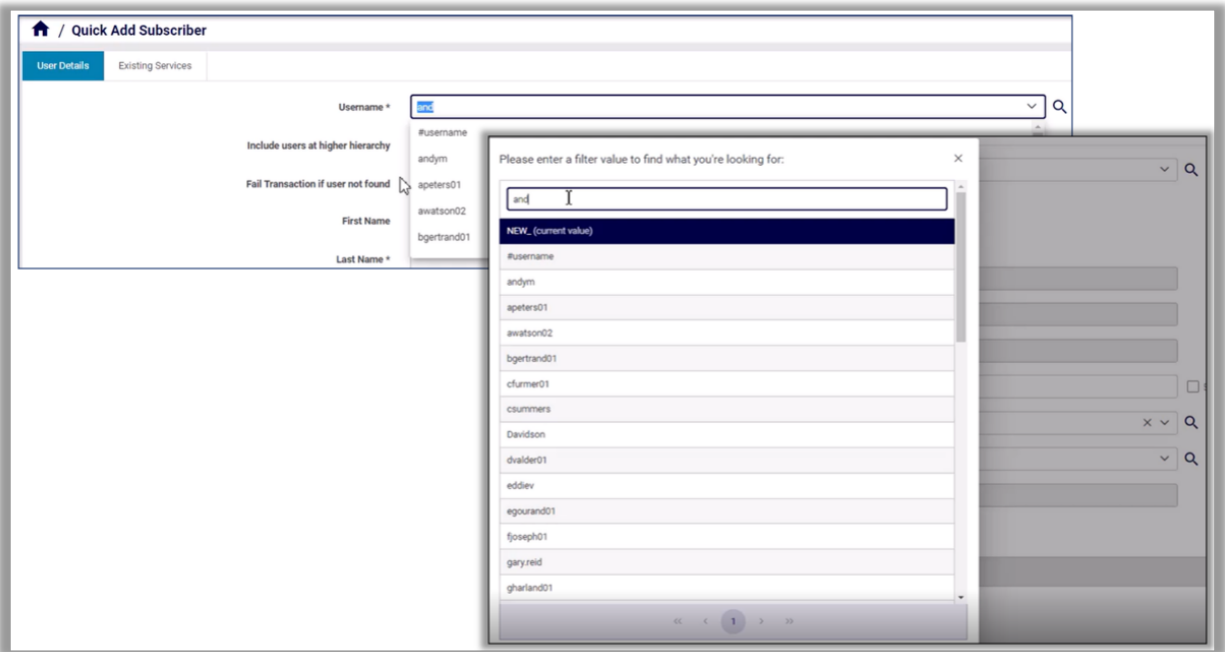 / Quick Add Subscriber
User Details
Existing Services
Username *
and
Include users at higher hierarchy
Fail Transaction if user not found
First Name
Last Name *
#username
andym
apeters01
awatson02
bgertrand01
Please enter a filter value to find what you're looking for:
and
NEW_ (current value)
#username
andym
apeters01
awatson02
bgertrand01
cfurmer01
csummers
Davidson
dvalder01
eddiev
egourand01
fjoseph01
gary.reid
gharland01
1